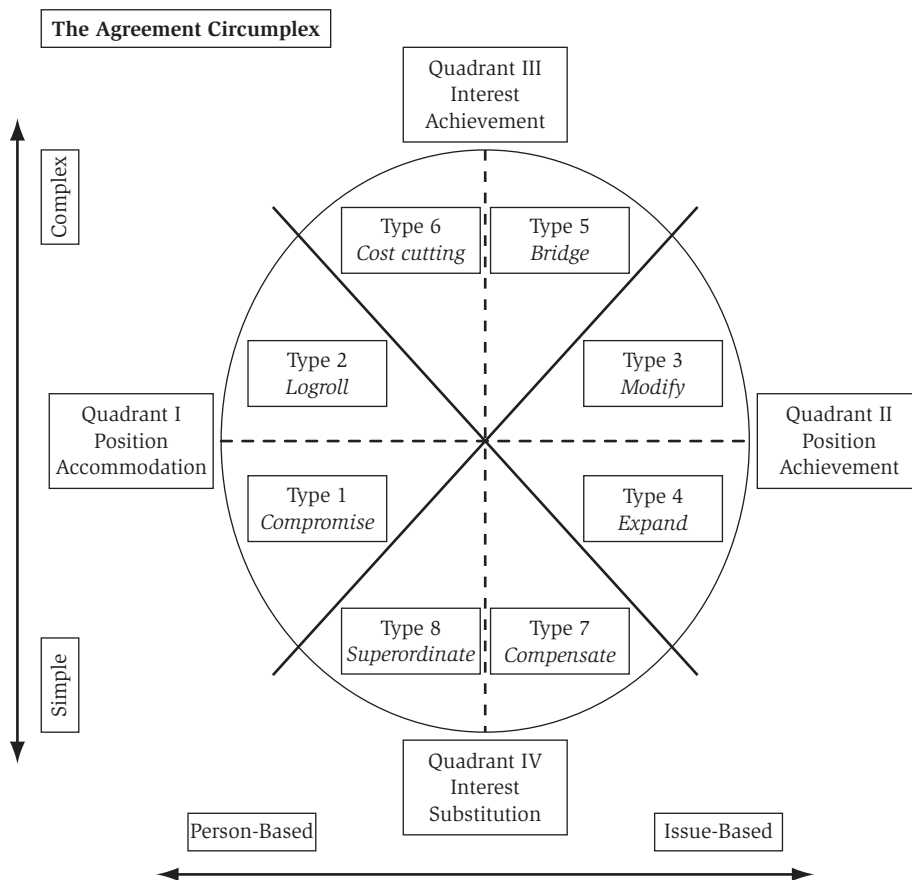 The Agreement Circumplex
Quadrant III
Interest
Achievement
Complex
Type 6
Cost cutting
Type 5
Bridge
Type 2
Logroll
Type 3
Modify
Quadrant I
Position
Accommodation
Quadrant II
Position
Achievement
Type 1
Compromise
Type 4
Expand
Type 8
Superordinate
Type 7
Compensate
Simple
Quadrant IV
Interest
Substitution
Person-Based
Issue-Based